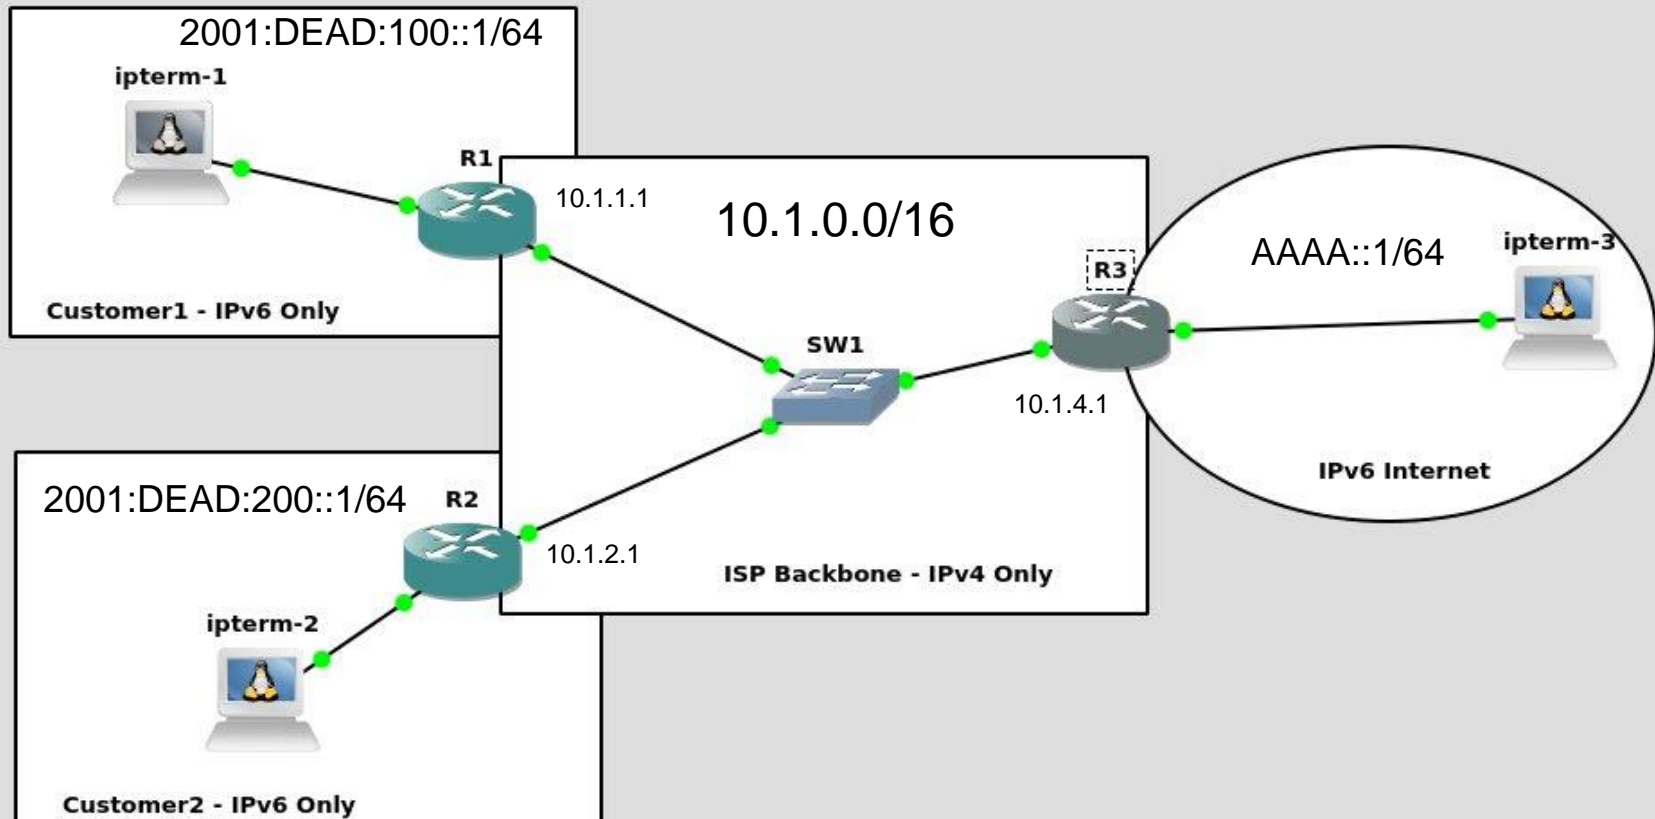 2001:DEAD:100::1/64
ipterm-1
R1
10.1.1.1
Customer1 - IPv6 Only
10.1.0.0/16
R3
AAAA::1/64
ipterm-3
SW1
10.1.4.1
IPv6 Internet
2001:DEAD:200::1/64
R2
10.1.2.1
ISP Backbone - IPv4 Only
ipterm-2
Customer2 - IPv6 Only